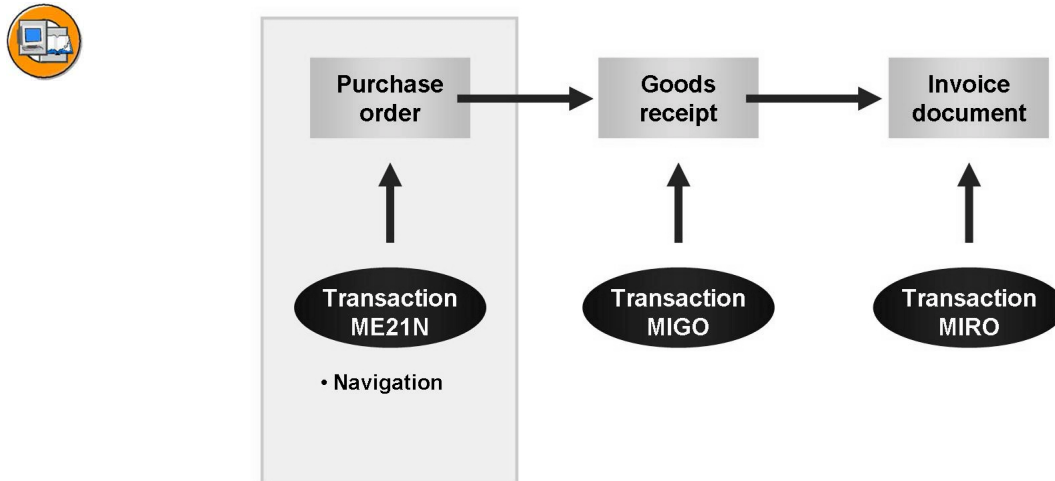 Purchase
order
Goods
receipt
Invoice
document
Transaction
ME21N
Transaction
MIGO
Transaction
MIRO
• Navigation